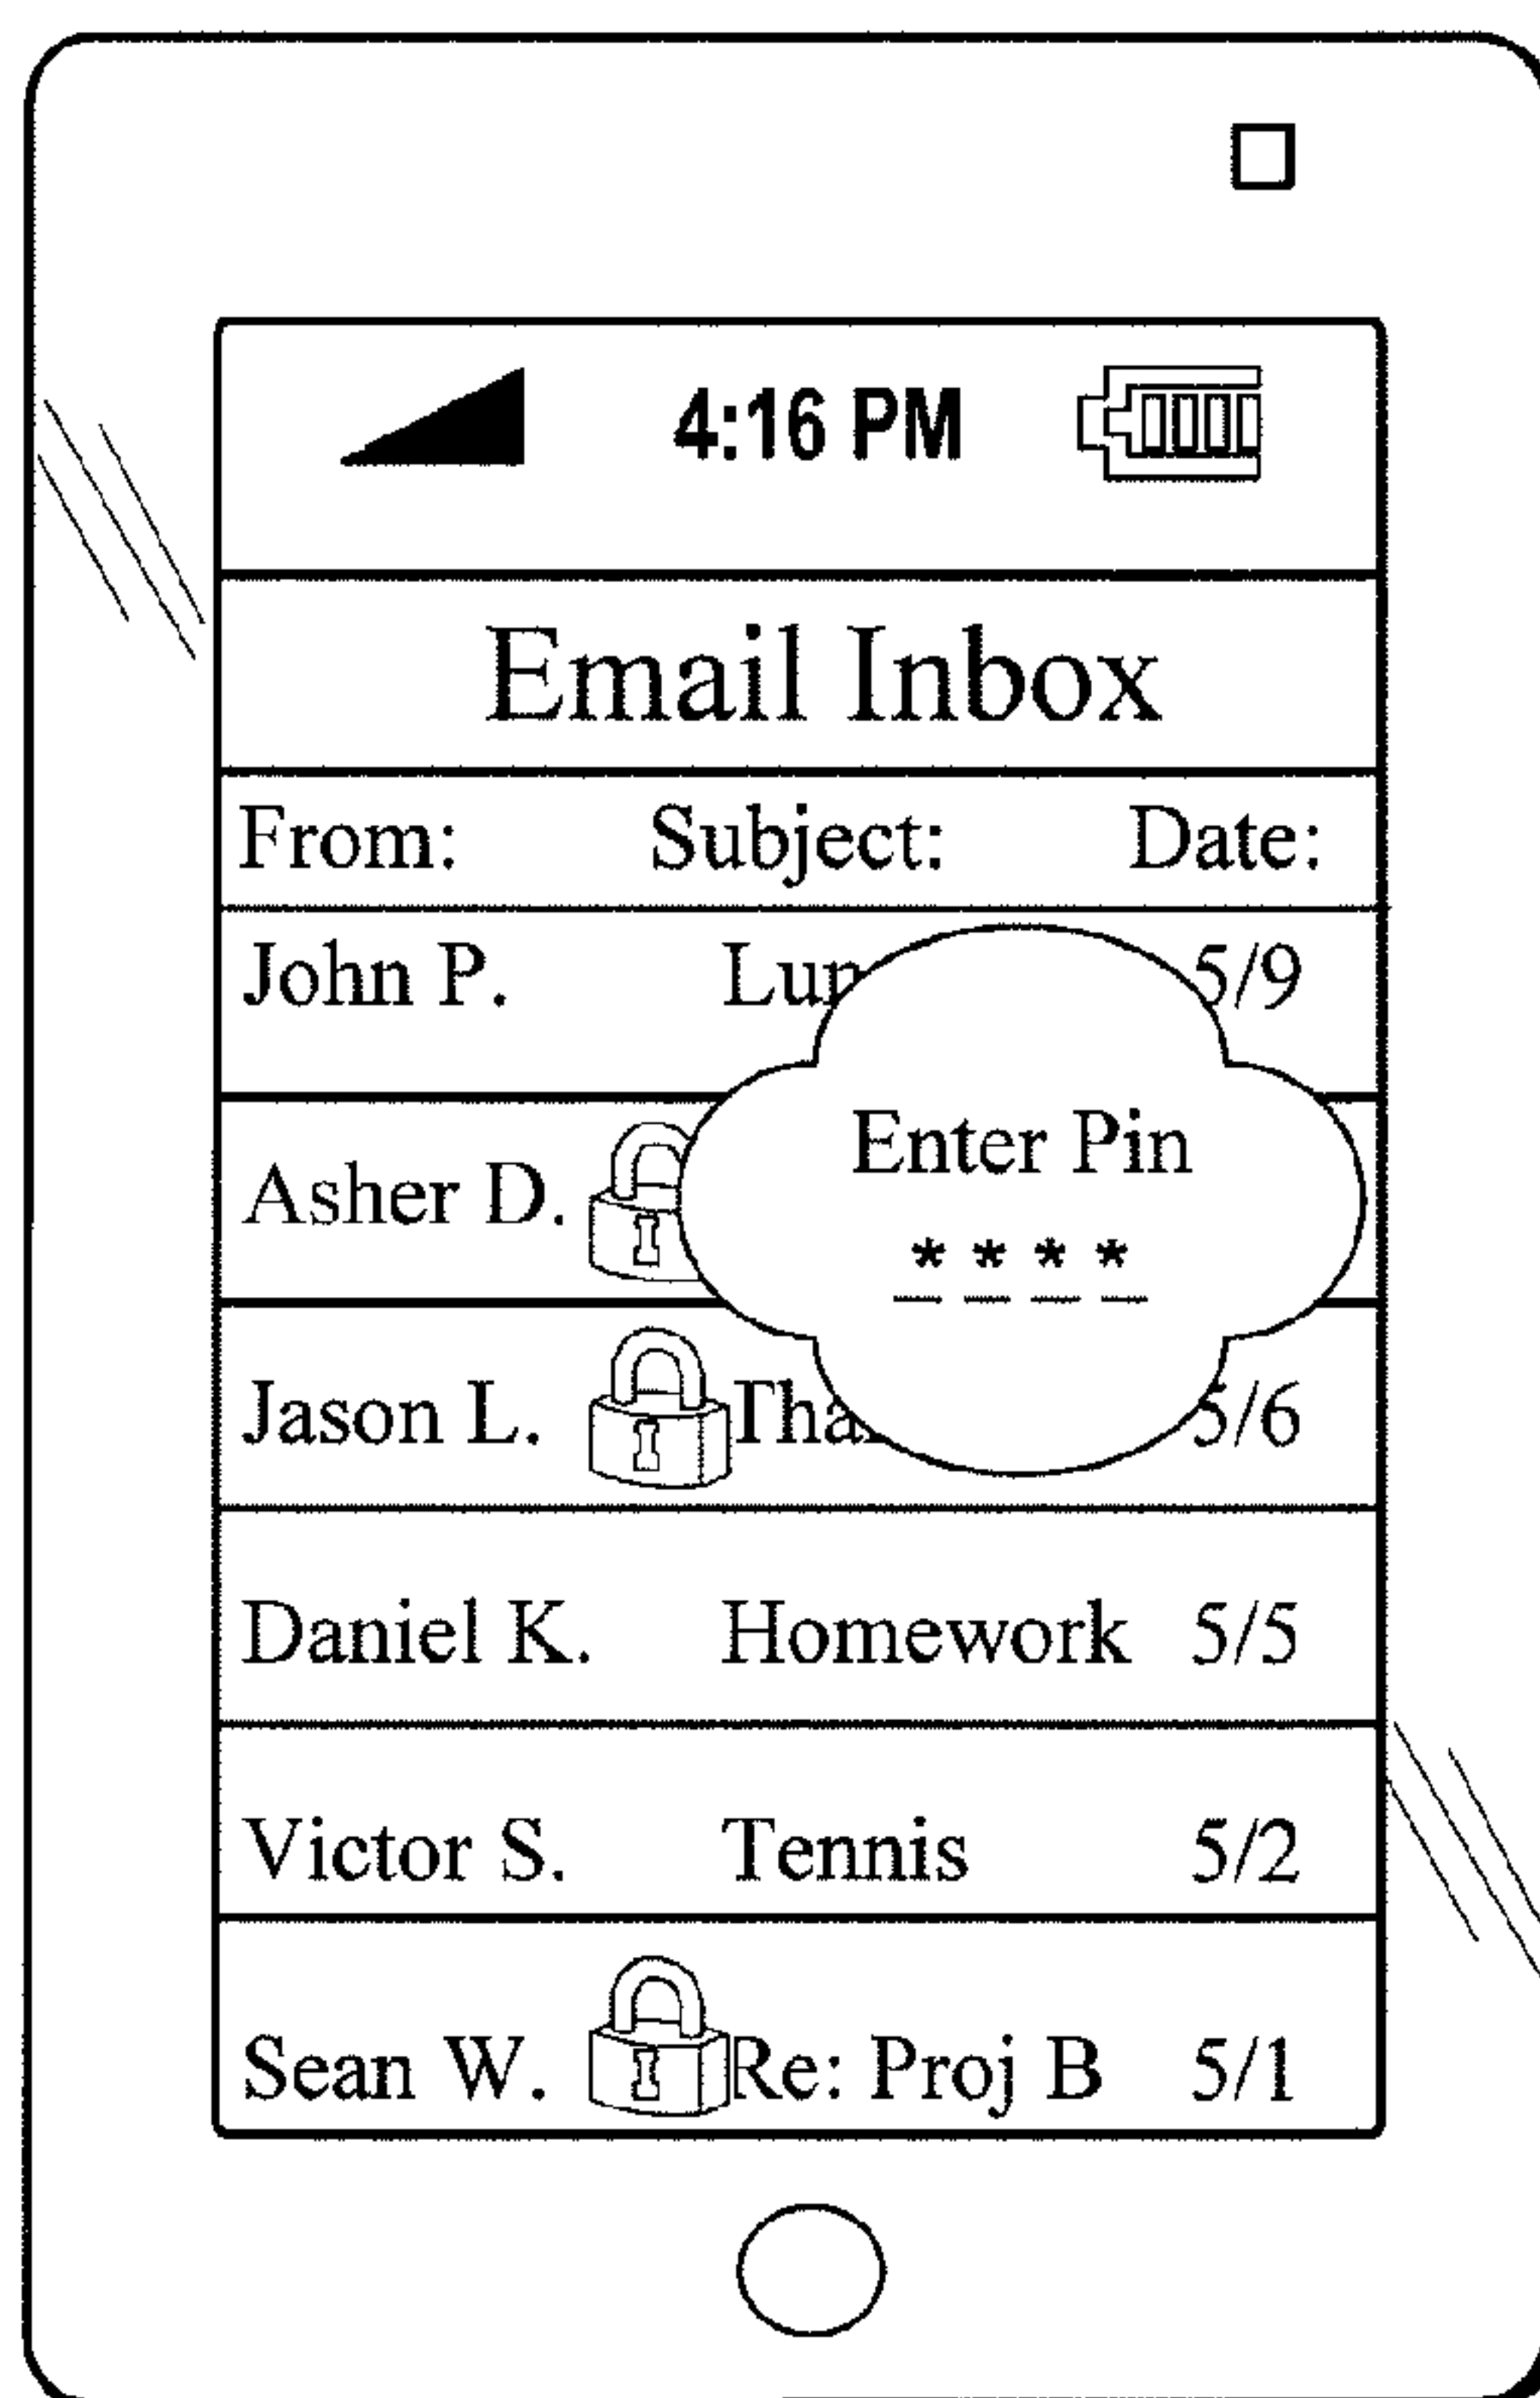 4:16 PM
Email Inbox
From: Subject: Date:
John P. 5/9
Enter Pin
Asher D.
* * * *
Jason L. 5/6
Daniel K. Homework 5/5
Victor S. Tennis 5/2
Sean W. Re: Proj B 5/1